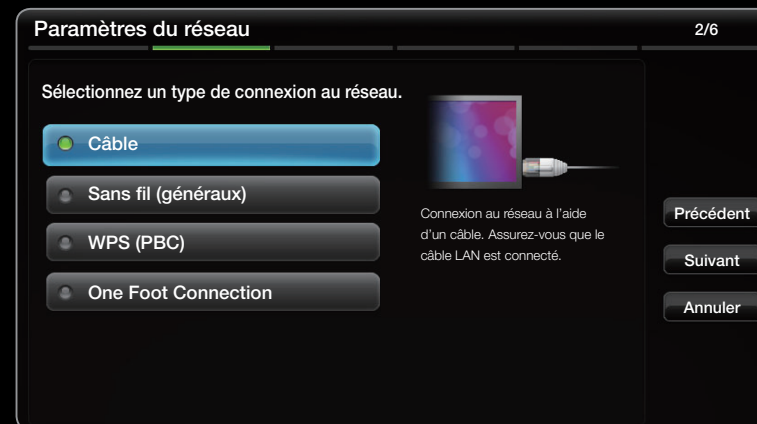 Paramètres du réseau
2/6
Sélectionnez un type de connexion au réseau.
Câble
Sans fil (généraux)
WPS (PBC)
One Foot Connection
Connexion au réseau à l'aide
d'un câble. Assurez-vous que le
câble LAN est connecté.
Précédent
Suivant
Annuler